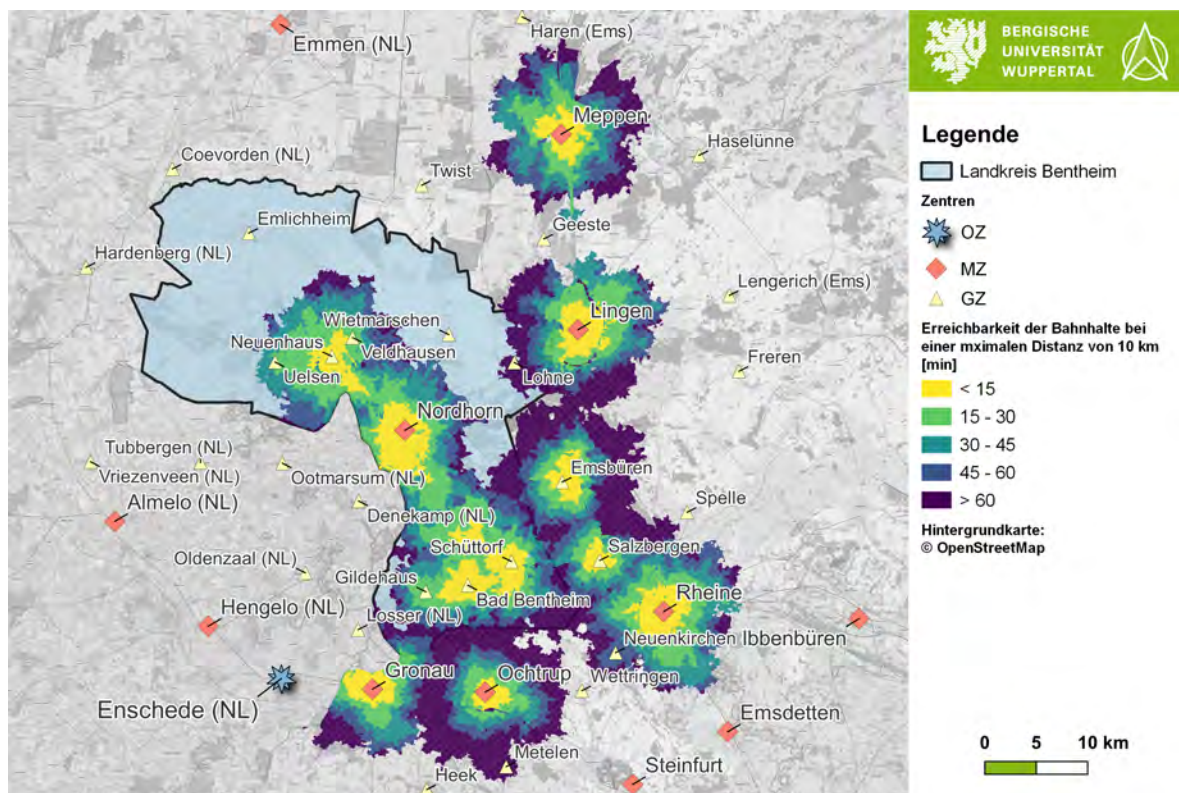 Emmen (NL)
Haren (Ems)
Meppen
Haselünne
Coevorden (NL)
Twist
Emlichheim
Geeste
Hardenberg (NL)
Lengerich (Ems)
Lingen
Wietmarschen
Neuenhaus
Veldhausen
Uelsen
Lohne
Freren
Nordhorn
Tubbergen (NL)
Vriezenveen (NL)
Ootmarsum (NL)
Emsbüren
Almelo (NL)
Denekamp (NL)
Spelle
Oldenzaal (NL)
Schüttorf
Salzbergen
Gildehaus
Bad Bentheim
Hengelo (NL)
Rheine
Losser (NL)
Neuenkirchen
Ibbenbüren
Gronau
Ochtrup
Wettringen
Enschede (NL)
Emsdetten
Metelen
Heek
Steinfurt
BERGISCHE
UNIVERSITÄT
WUPPERTAL
Legende
Landkreis Bentheim
Zentren
OZ
MZ
GZ
Erreichbarkeit der Bahnhalte bei
einer mximalen Distanz von 10 km
[min]
< 15
15 - 30
30 - 45
45 - 60
> 60
Hintergrundkarte:
© OpenStreetMap
0 5 10 km